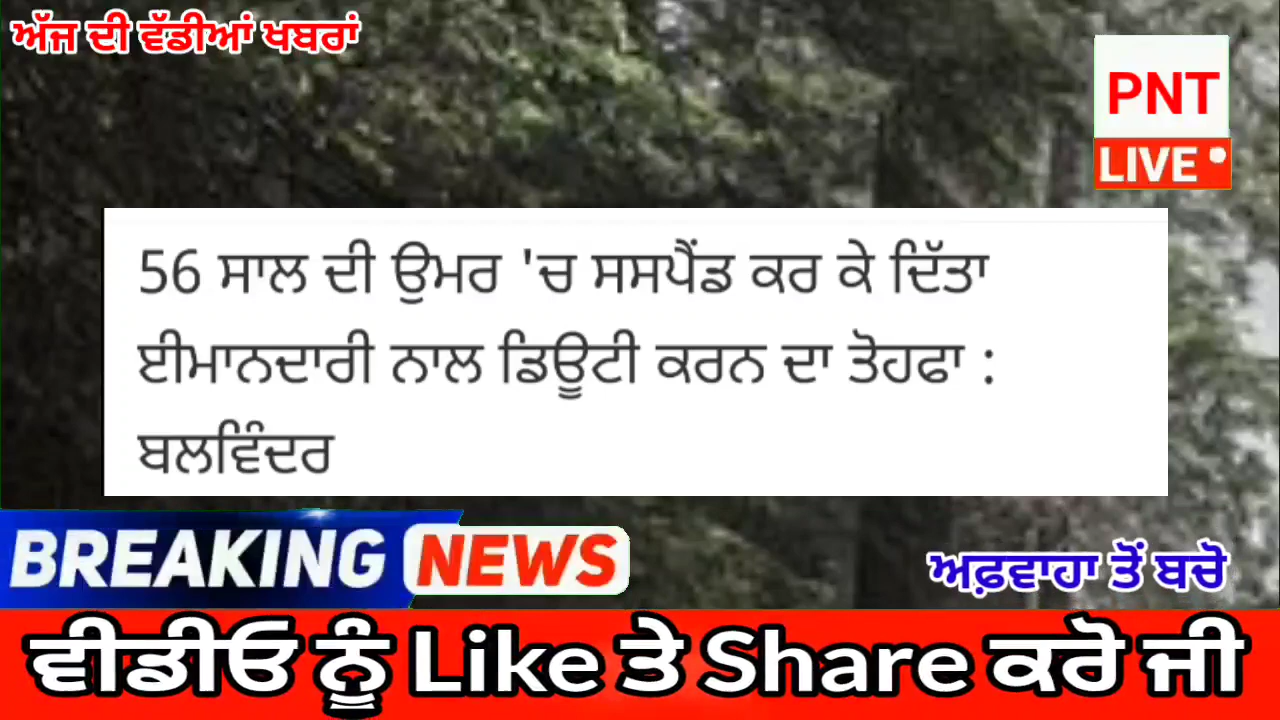 ਅੱਜ ਦੀ ਵੱਡੀਆਂ ਖਬਰਾਂ
PNT
LIVE
56 ਸਾਲ ਦੀ ਉਮਰ 'ਚ ਸਸਪੈਂਡ ਕਰ ਕੇ ਦਿੱਤਾ
ਈਮਾਨਦਾਰੀ ਨਾਲ ਡਿਊਟੀ ਕਰਨ ਦਾ ਤੋਹਫਾ :
ਬਲਵਿੰਦਰ
BREAKING NEWS
ਅਫ਼ਵਾਹਾ ਤੋਂ ਬਚੋ
ਵੀਡੀਓ ਨੂੰ Like ਤੇ Share ਕਰੋ ਜੀ